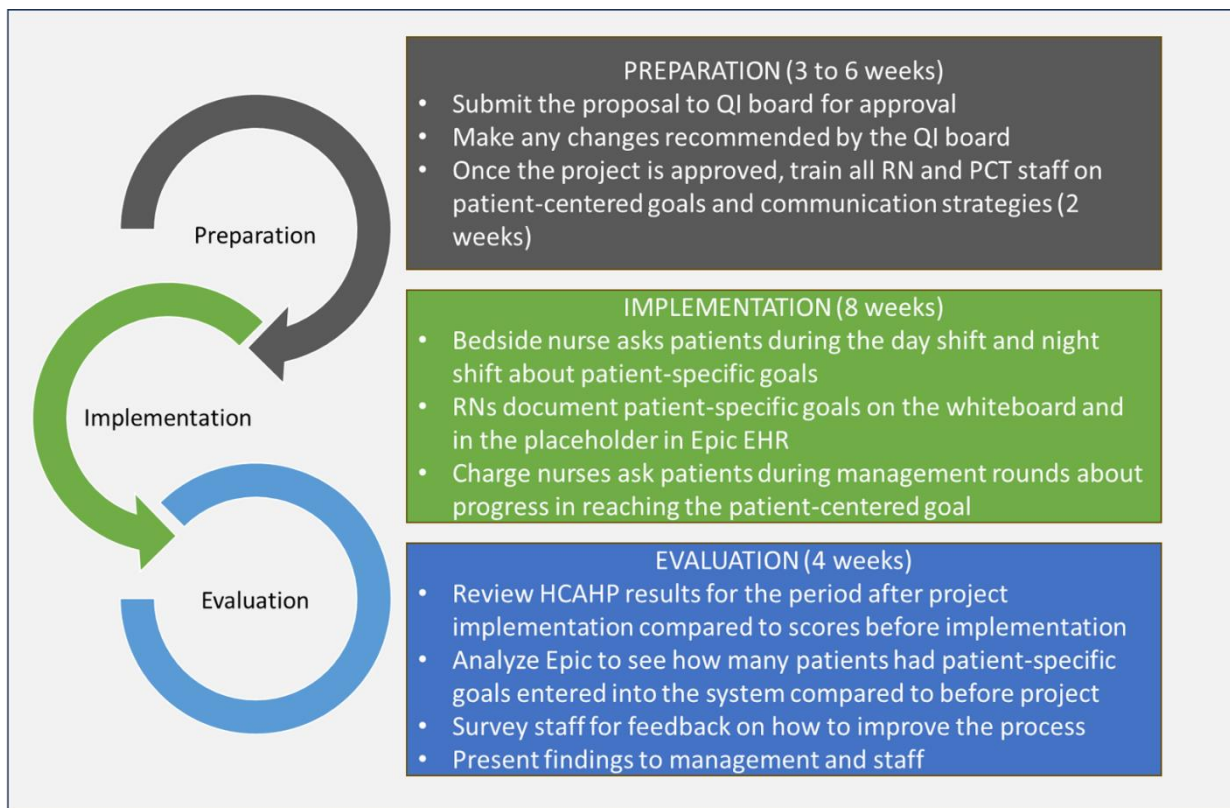 Preparation
PREPARATION (3 to 6 weeks)
• Submit the proposal to QI board for approval
• Make any changes recommended by the QI board
• Once the project is approved, train all RN and PCT staff on
patient-centered goals and communication strategies (2
weeks)
Implementation
IMPLEMENTATION (8 weeks)
• Bedside nurse asks patients during the day shift and night
shift about patient-specific goals
• RNs document patient-specific goals on the whiteboard and
in the placeholder in Epic EHR
• Charge nurses ask patients during management rounds about
progress in reaching the patient-centered goal
Evaluation
EVALUATION (4 weeks)
• Review HCAHP results for the period after project
implementation compared to scores before implementation
• Analyze Epic to see how many patients had patient-specific
goals entered into the system compared to before project
• Survey staff for feedback on how to improve the process
• Present findings to management and staff